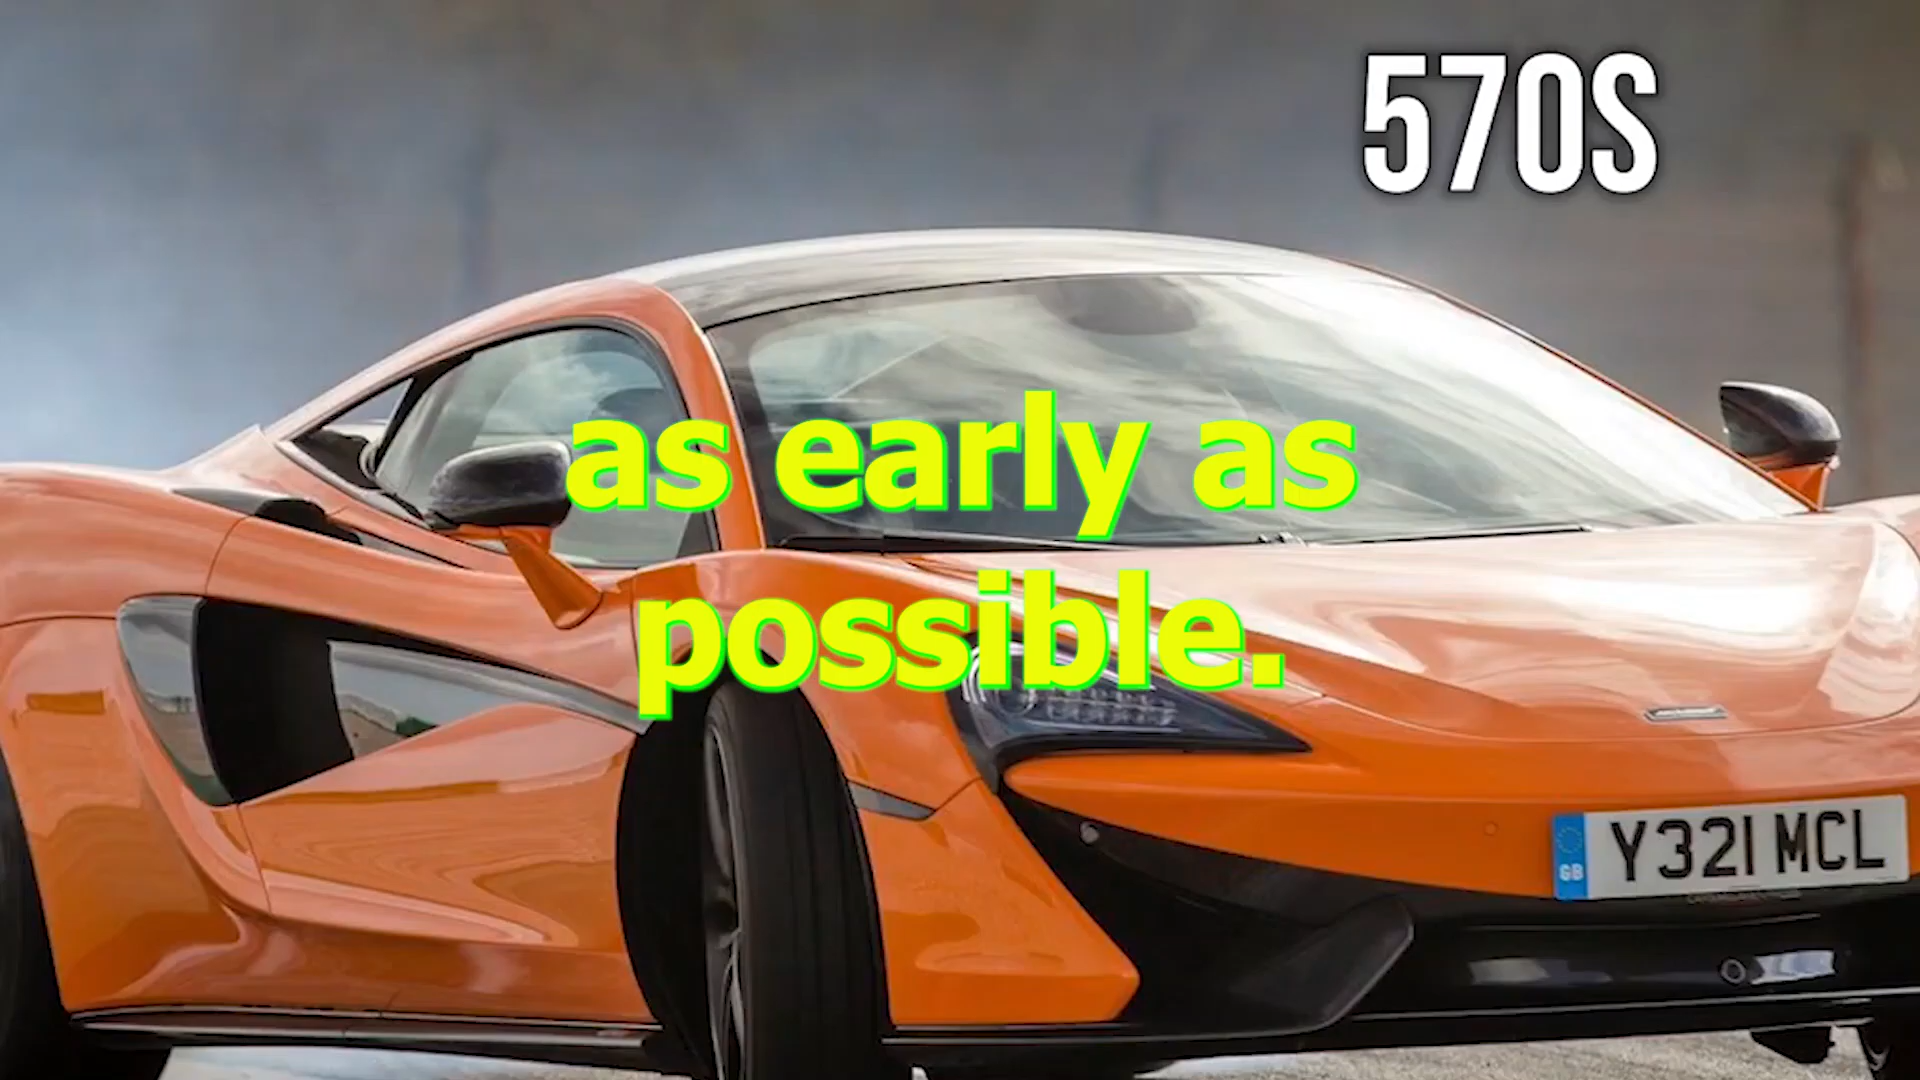 570S
as early as
possible.
GB
Y321 MCL